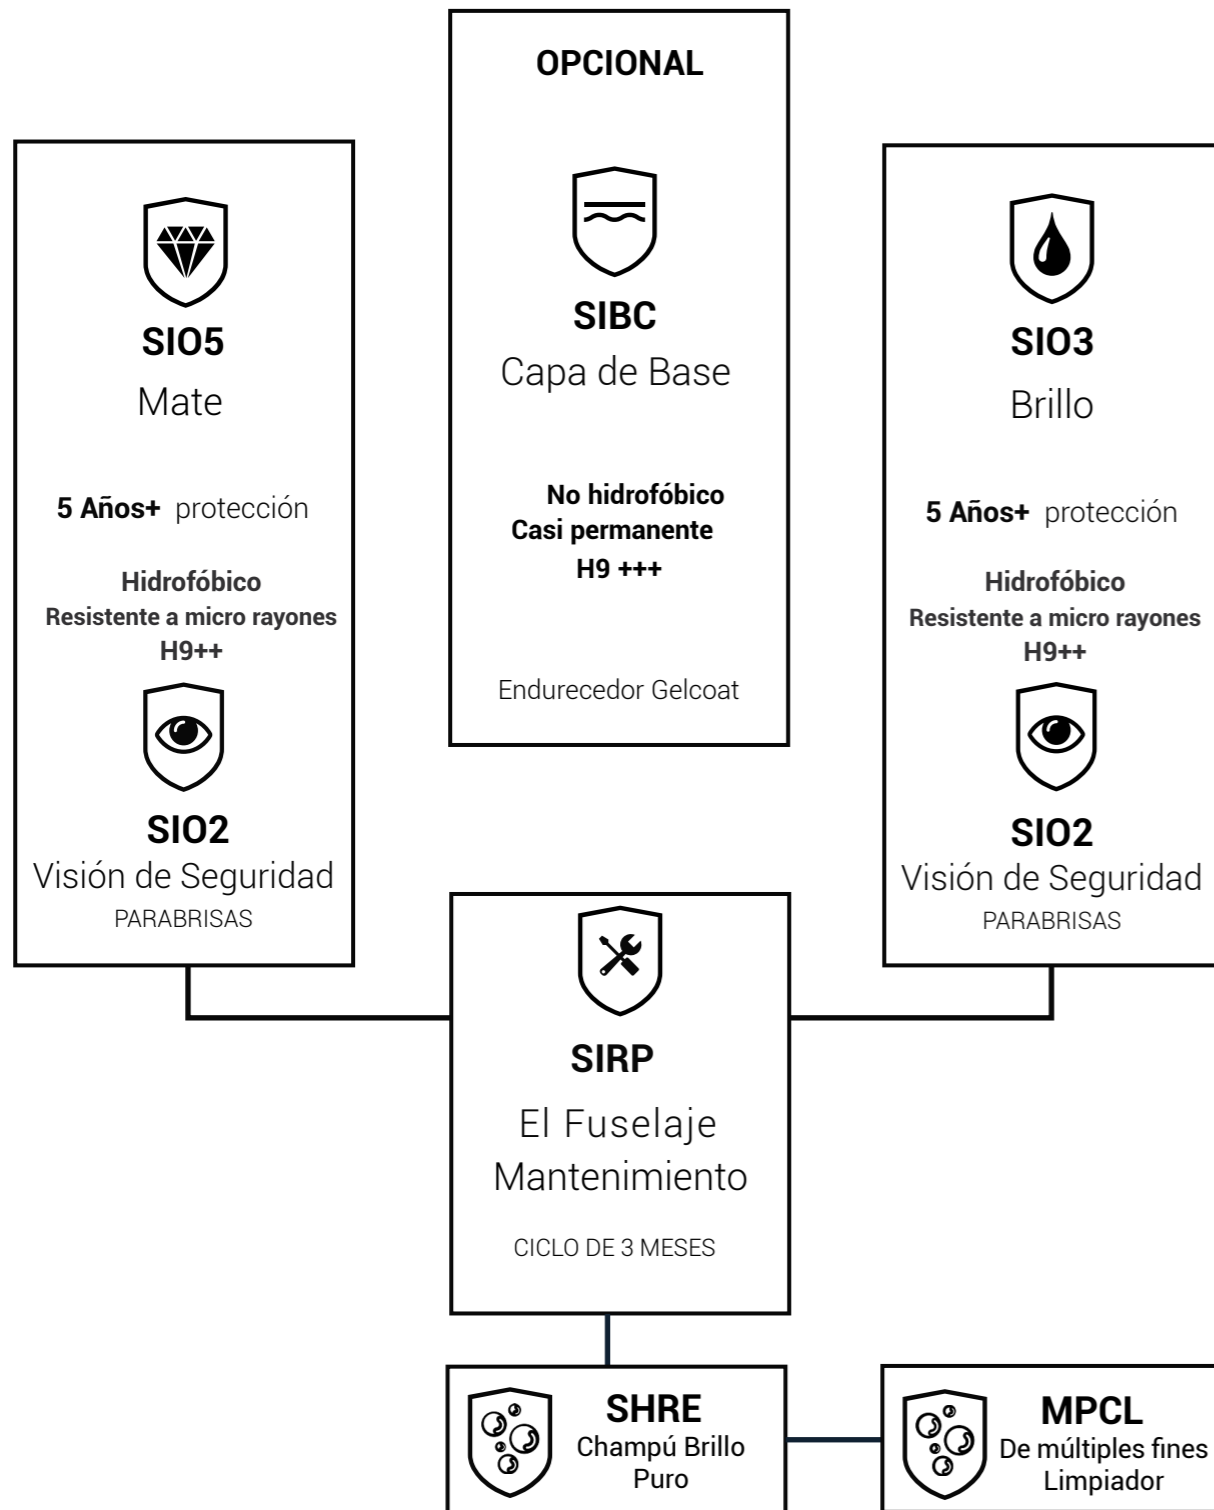 OPCIONAL
SIBC
Capa de Base
No hidrofóbico
Casi permanente
H9 +++
Endurecedor Gelcoat
SIO5
Mate
5 Años+ protección
Hidrofóbico
Resistente a micro rayones
H9++
SIO2
Visión de Seguridad
PARABRISAS
SIO3
Brillo
5 Años+ protección
Hidrofóbico
Resistente a micro rayones
H9++
SIO2
Visión de Seguridad
PARABRISAS
SIRP
El Fuselaje
Mantenimiento
CICLO DE 3 MESES
SHRE
Champú Brillo
Puro
MPCL
De múltiples fines
Limpiador